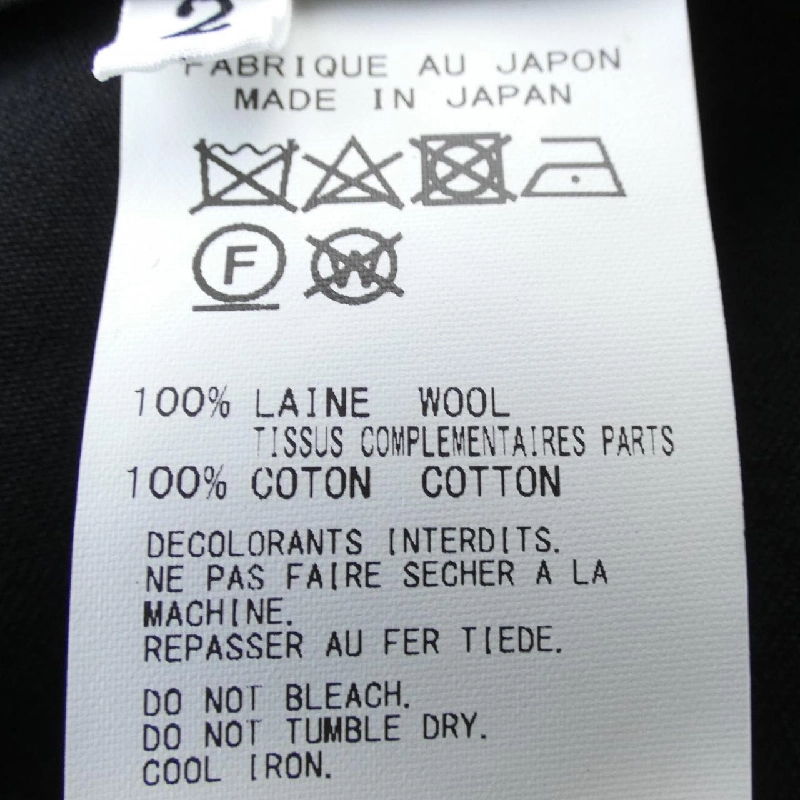 2
FABRIQUE AU JAPON
MADE IN JAPAN
F W
100% LAINE WOOL
TISSUS COMPLEMENTAIRES PARTS
100% COTON COTTON
DECOLORANTS INTERDITS.
NE PAS FAIRE SECHER A LA
MACHINE.
REPASSER AU FER TIEDE.
DO NOT BLEACH.
DO NOT TUMBLE DRY.
COOL IRON.